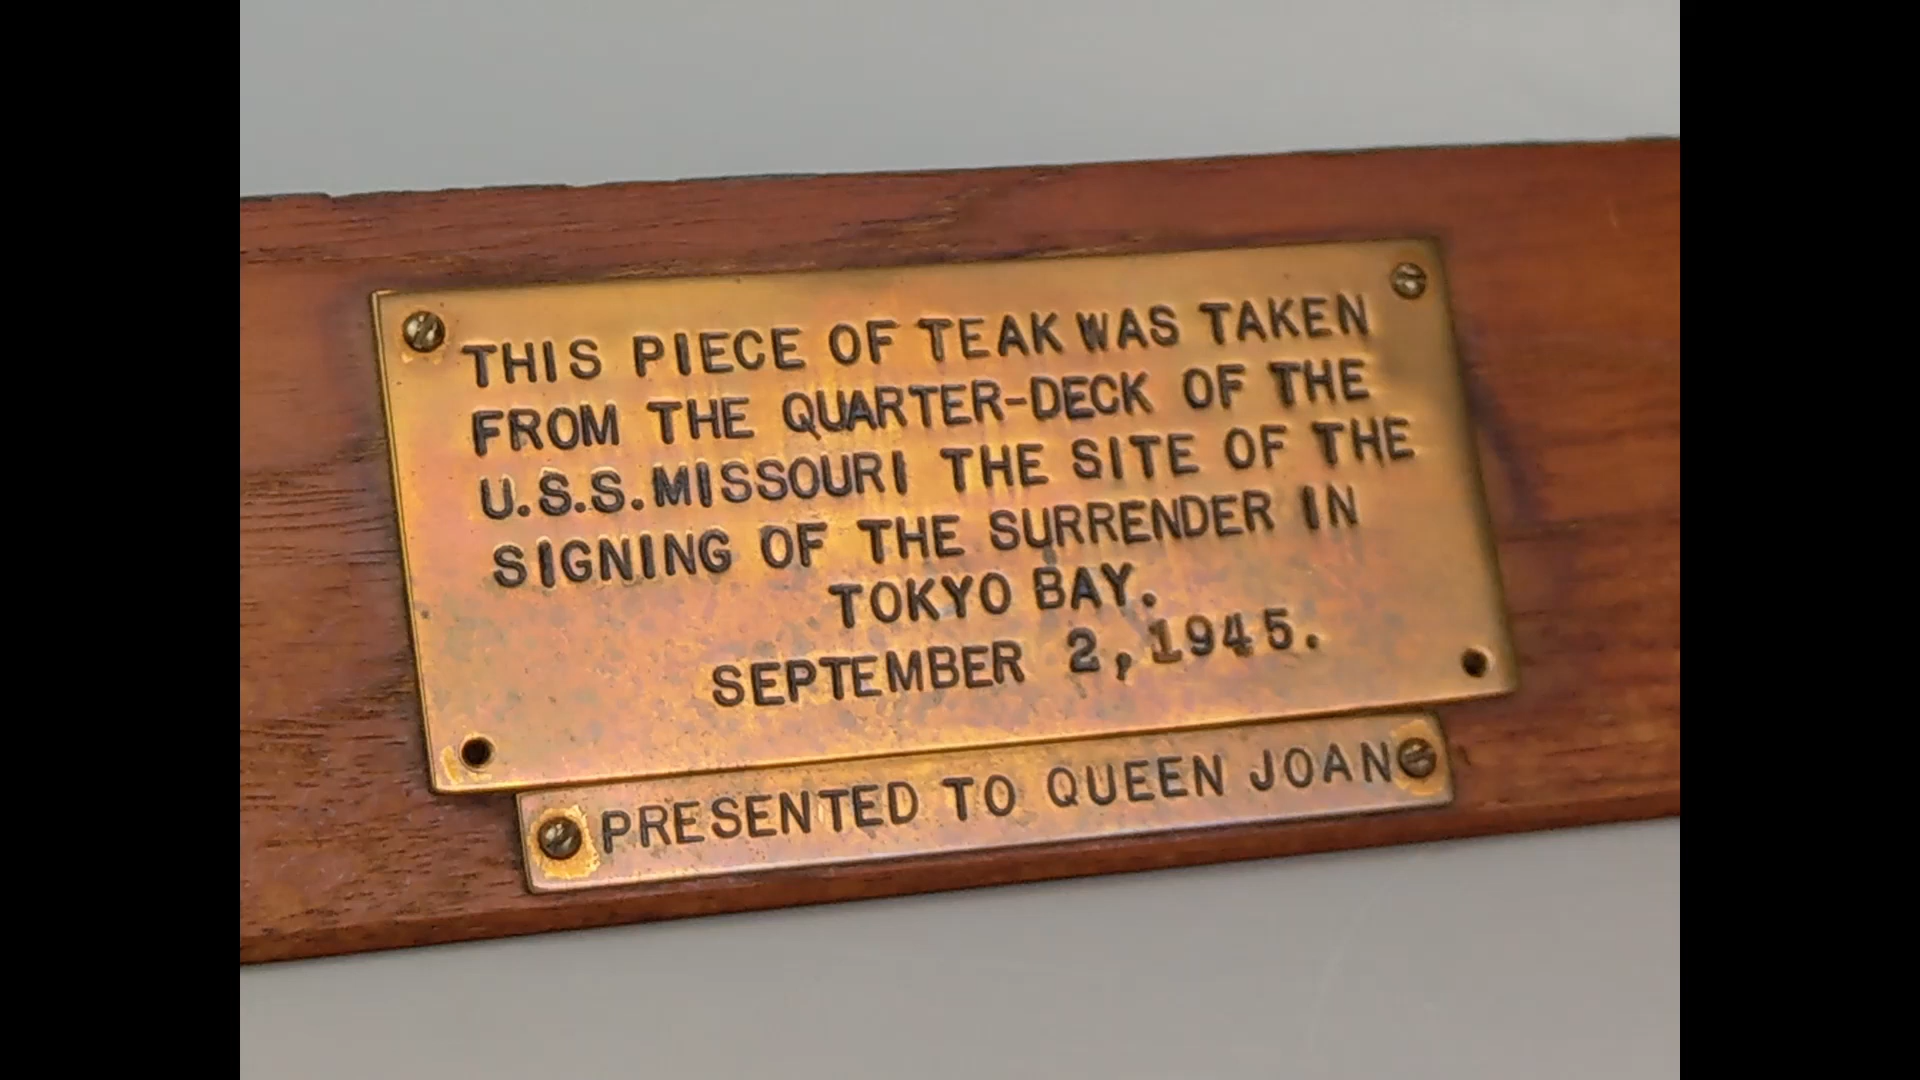 THIS PIECE OF TEAK WAS TAKEN
FROM THE QUARTER-DECK OF THE
U.S.S. MISSOURI THE SITE OF THE
SIGNING OF THE SURRENDER IN
TOKYO BAY.
SEPTEMBER 2, 1945.
PRESENTED TO QUEEN JOAN